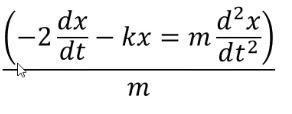 (-2 dx/dt - kx = m d²x/dt²)
m